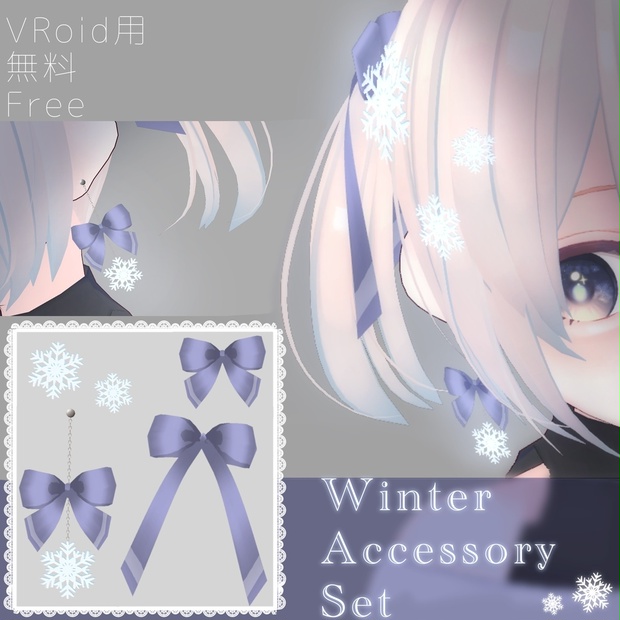 VRoid用
無料
Free
Winter
Accessory
Set